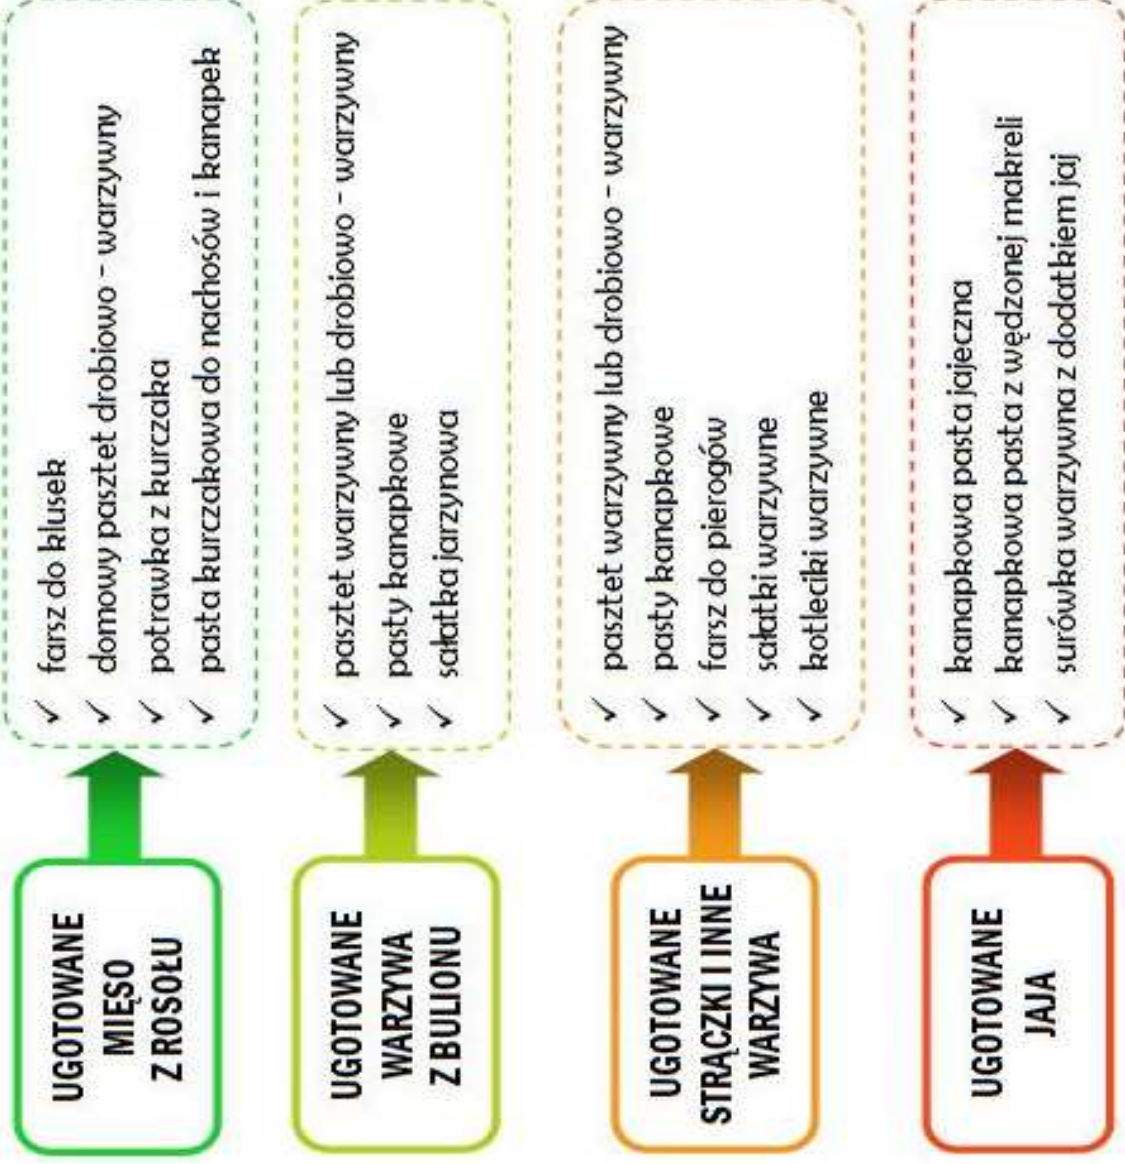 UGOTOWANE
MIĘSO
Z ROSOŁU
✓ farsz do klusek
✓ domowy pasztet drobiowo - warzywny
✓ potrawka z kurczaka
✓ pasta kurczakowa do nachosów i kanapek
UGOTOWANE
WARZYWA
Z BULIONU
✓ pasztet warzywny lub drobiowo - warzywny
✓ pasty kanapkowe
✓ sałatka jarzynowa
UGOTOWANE
STRĄCZKI I INNE
WARZYWA
✓ pasztet warzywny lub drobiowo - warzywny
✓ pasty kanapkowe
✓ farsz do pierogów
✓ sałatki warzywne
✓ kotleciki warzywne
UGOTOWANE
JAJA
✓ kanapkowa pasta jajeczna
✓ kanapkowa pasta z wędzonej makreli
✓ surówka warzywna z dodatkiem jaj